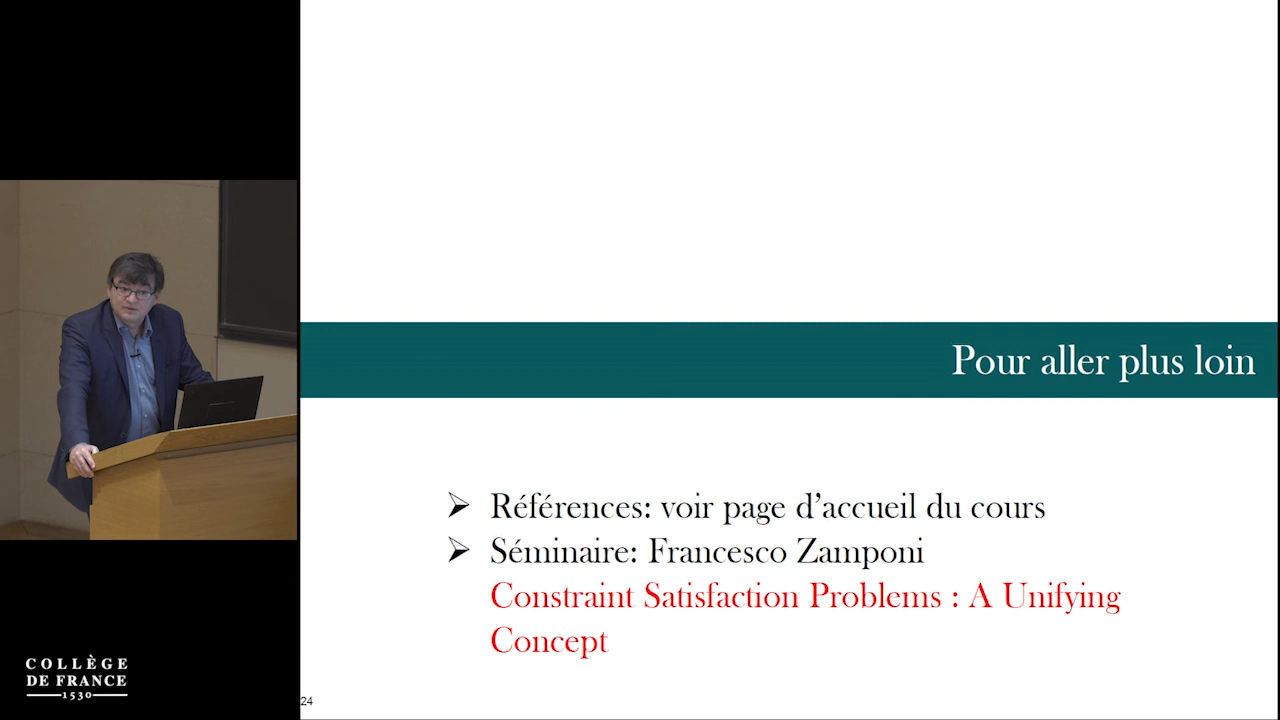 Pour aller plus loin
➢ Références: voir page d’accueil du cours
➢ Séminaire: Francesco Zamponi
Constraint Satisfaction Problems : A Unifying
Concept
24
COLLÈGE
DE FRANCE
1530